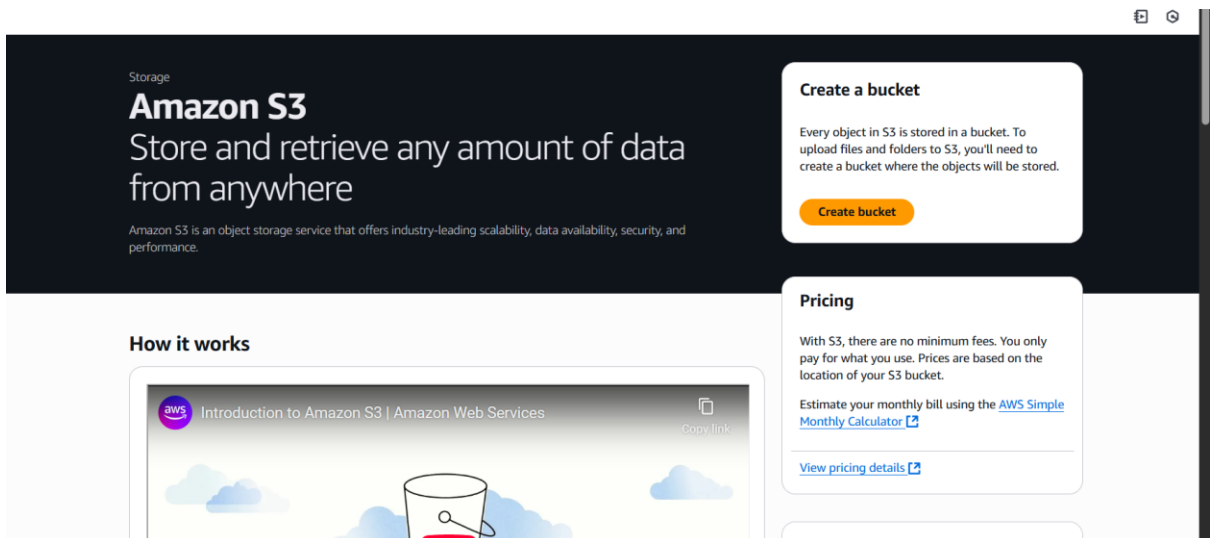 Storage
Amazon S3
Store and retrieve any amount of data
from anywhere
Amazon S3 is an object storage service that offers industry-leading scalability, data availability, security, and
performance.
Create a bucket
Every object in S3 is stored in a bucket. To
upload files and folders to S3, you'll need to
create a bucket where the objects will be stored.
Create bucket
Pricing
With S3, there are no minimum fees. You only
pay for what you use. Prices are based on the
location of your S3 bucket.
Estimate your monthly bill using the AWS Simple
Monthly Calculator
View pricing details
How it works
aws
Introduction to Amazon S3 | Amazon Web Services
Copy link